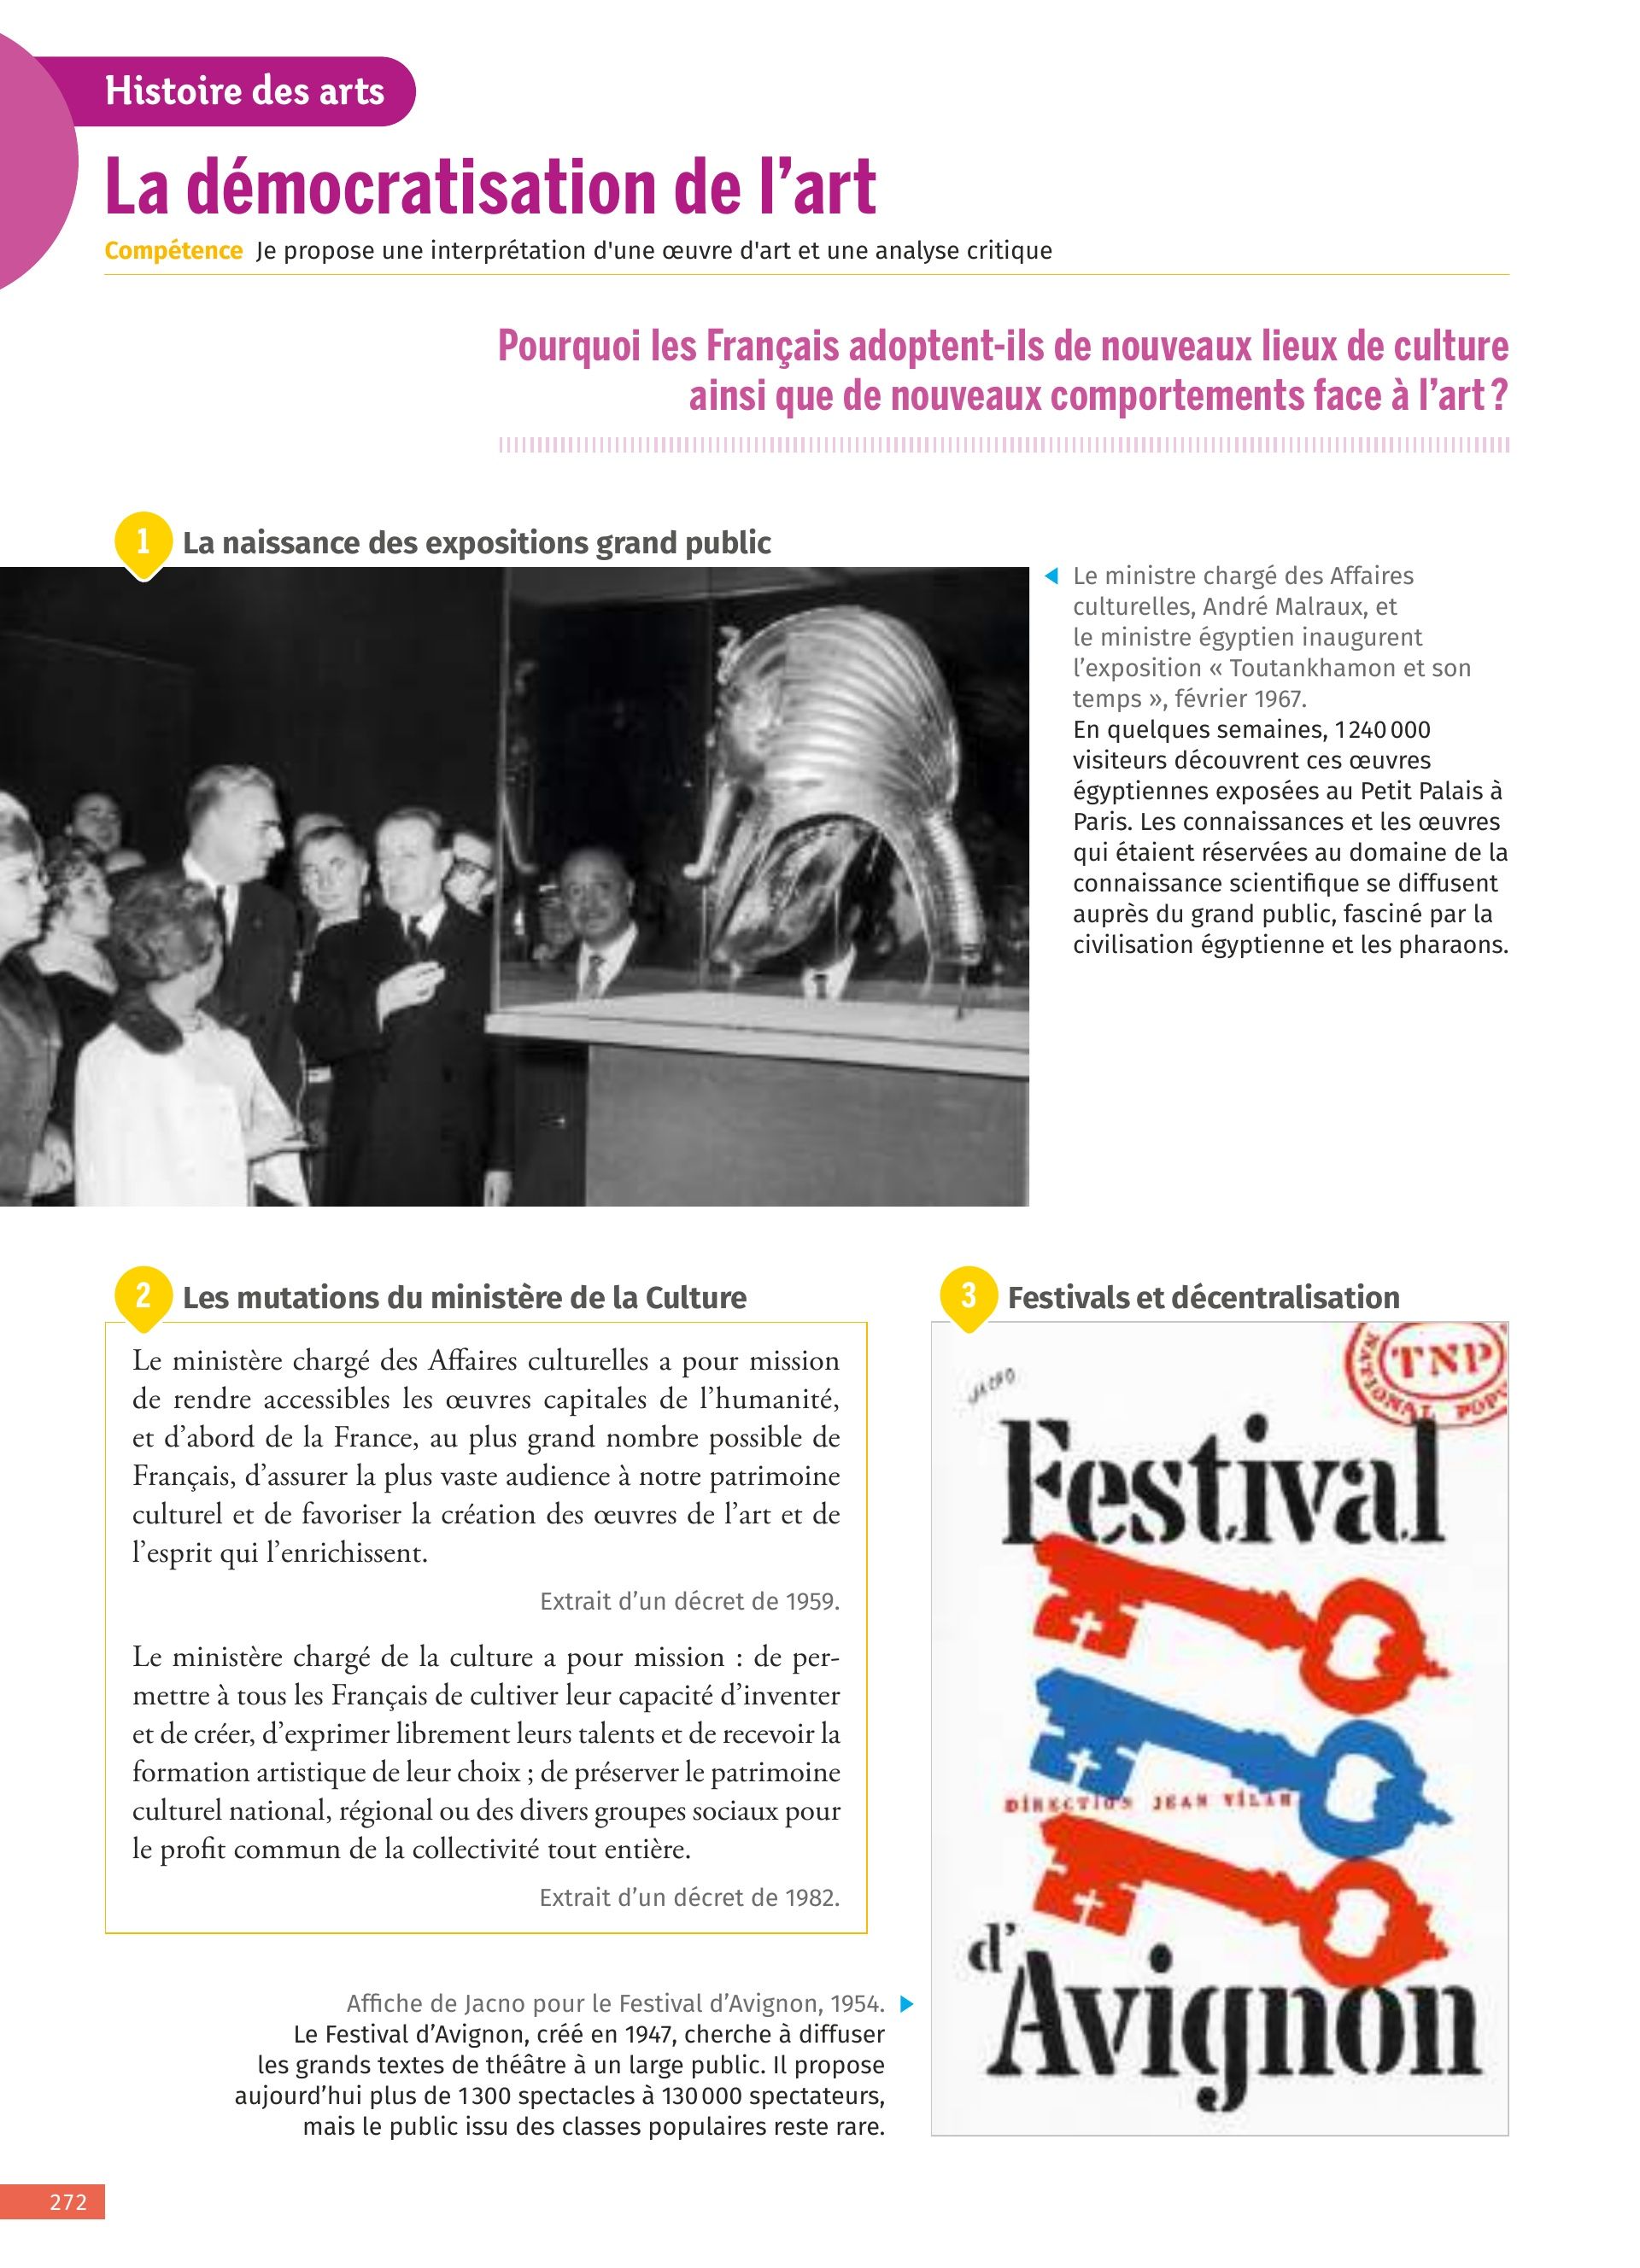 Histoire des arts
La démocratisation de l’art
Compétence Je propose une interprétation d'une œuvre d'art et une analyse critique
Pourquoi les Français adoptent-ils de nouveaux lieux de culture
ainsi que de nouveaux comportements face à l’art ?
1 La naissance des expositions grand public
Le ministre chargé des Affaires
culturelles, André Malraux, et
le ministre égyptien inaugurent
l’exposition « Toutankhamon et son
temps », février 1967.
En quelques semaines, 1 240 000
visiteurs découvrent ces œuvres
égyptiennes exposées au Petit Palais à
Paris. Les connaissances et les œuvres
qui étaient réservées au domaine de la
connaissance scientifique se diffusent
auprès du grand public, fasciné par la
civilisation égyptienne et les pharaons.
2 Les mutations du ministère de la Culture
Le ministère chargé des Affaires culturelles a pour mission
de rendre accessibles les œuvres capitales de l’humanité,
et d’abord de la France, au plus grand nombre possible de
Français, d’assurer la plus vaste audience à notre patrimoine
culturel et de favoriser la création des œuvres de l’art et de
l’esprit qui l’enrichissent.
Extrait d’un décret de 1959.
Le ministère chargé de la culture a pour mission : de per-
mettre à tous les Français de cultiver leur capacité d’inventer
et de créer, d’exprimer librement leurs talents et de recevoir la
formation artistique de leur choix ; de préserver le patrimoine
culturel national, régional ou des divers groupes sociaux pour
le profit commun de la collectivité tout entière.
Extrait d’un décret de 1982.
3 Festivals et décentralisation
TNP
NATIONAL POPU
JACNO
Festival
DIRECTION JEAN VILAR
d’
Avignon
Affiche de Jacno pour le Festival d’Avignon, 1954.
Le Festival d’Avignon, créé en 1947, cherche à diffuser
les grands textes de théâtre à un large public. Il propose
aujourd’hui plus de 1 300 spectacles à 130 000 spectateurs,
mais le public issu des classes populaires reste rare.
272